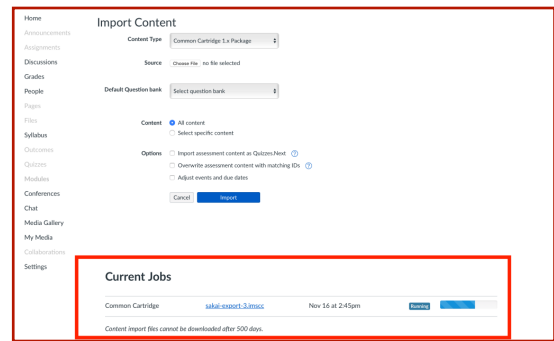 Home
Announcements
Assignments
Discussions
Grades
People
Pages
Files
Syllabus
Outcomes
Quizzes
Modules
Conferences
Chat
Media Gallery
My Media
Collaborations
Settings
Import Content
Content Type Common Cartridge 1.x Package
Source Choose File no file selected
Default Question bank Select question bank
Content All content
Select specific content
Options Import assessment content as Quizzes.Next ?
Overwrite assessment content with matching IDs ?
Adjust events and due dates
Cancel Import
Current Jobs
Common Cartridge sakai-export-3.imscc Nov 16 at 2:45pm Running
Content import files cannot be downloaded after 500 days.